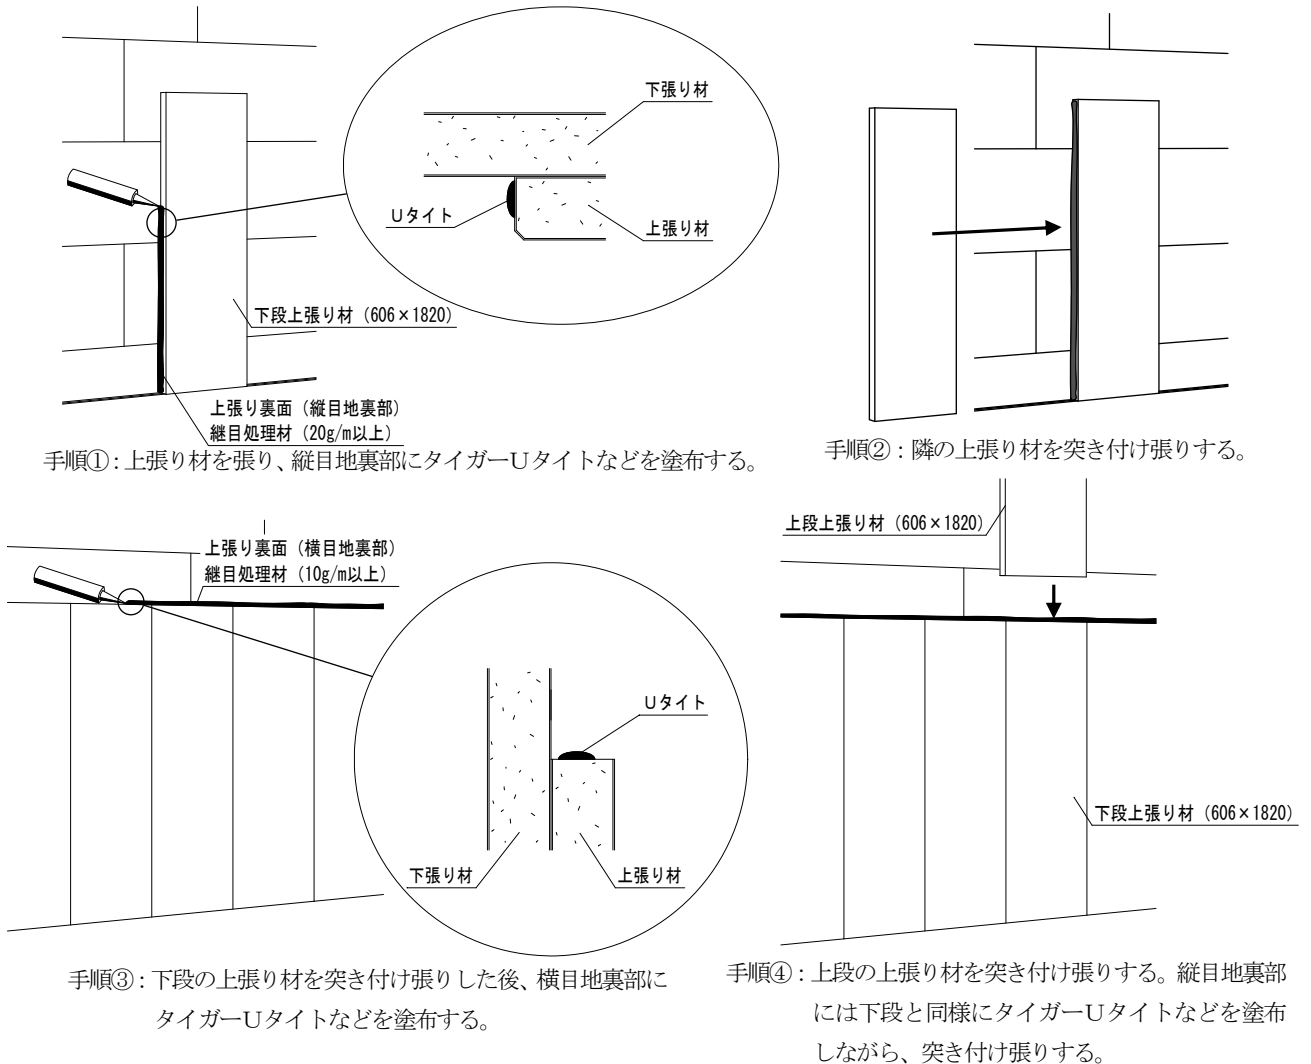 下張り材
Uタイト
上張り材
下段上張り材（606×1820）
上張り裏面（縦目地裏部）
継目処理材（20g/m以上）
手順①：上張り材を張り、縦目地裏部にタイガーUタイトなどを塗布する。
手順②：隣の上張り材を突き付け張りする。
上張り裏面（横目地裏部）
継目処理材（10g/m以上）
Uタイト
下張り材
上張り材
手順③：下段の上張り材を突き付け張りした後、横目地裏部に
タイガーUタイトなどを塗布する。
上段上張り材（606×1820）
下段上張り材（606×1820）
手順④：上段の上張り材を突き付け張りする。縦目地裏部
には下段と同様にタイガーUタイトなどを塗布
しながら、突き付け張りする。